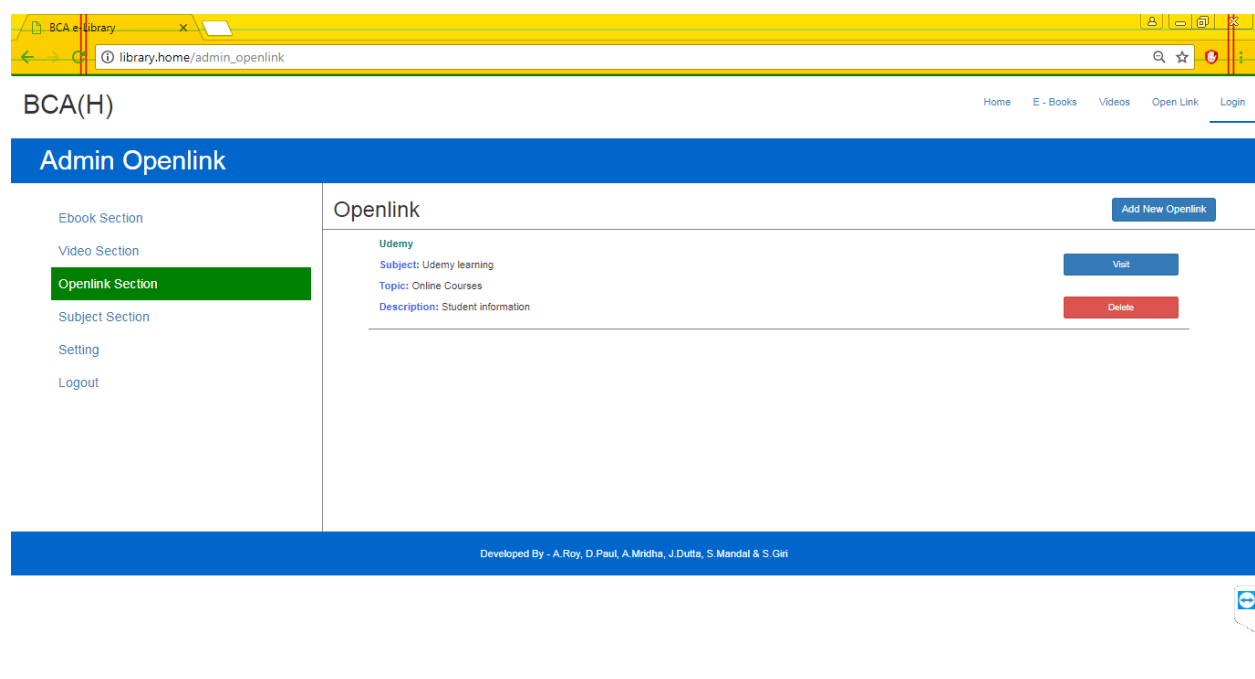 BCA e-Library
library.home/admin_openlink
BCA(H)
Home E - Books Videos Open Link Login
Admin Openlink
Ebook Section
Video Section
Openlink Section
Subject Section
Setting
Logout
Openlink
Add New Openlink
Udemy
Subject: Udemy learning
Topic: Online Courses
Description: Student information
Visit
Delete
Developed By - A.Roy, D.Paul, A.Mridha, J.Dutta, S.Mandal & S.Giri